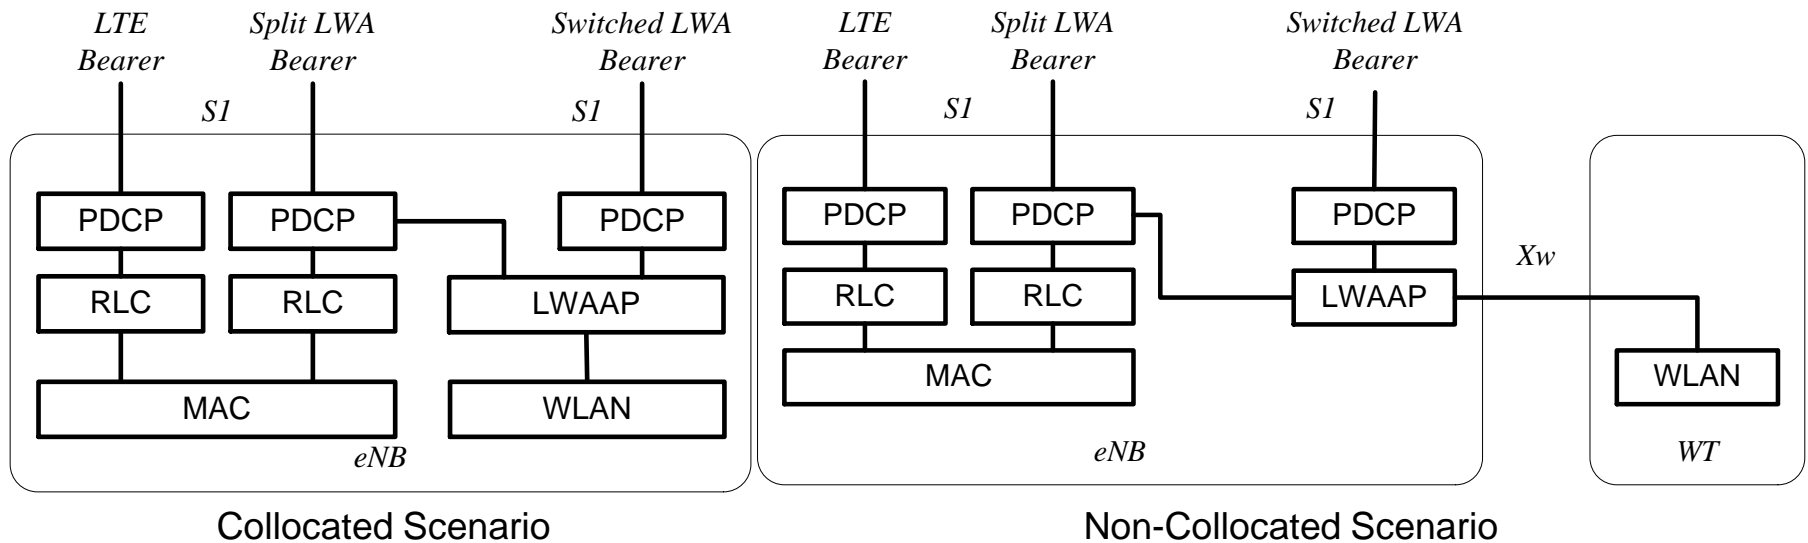 LTE Bearer
Split LWA Bearer
Switched LWA Bearer
S1
S1
PDCP
PDCP
PDCP
RLC
RLC
LWAAP
MAC
WLAN
eNB
Collocated Scenario
LTE Bearer
Split LWA Bearer
Switched LWA Bearer
S1
S1
PDCP
PDCP
PDCP
Xw
RLC
RLC
LWAAP
MAC
WLAN
eNB
WT
Non-Collocated Scenario